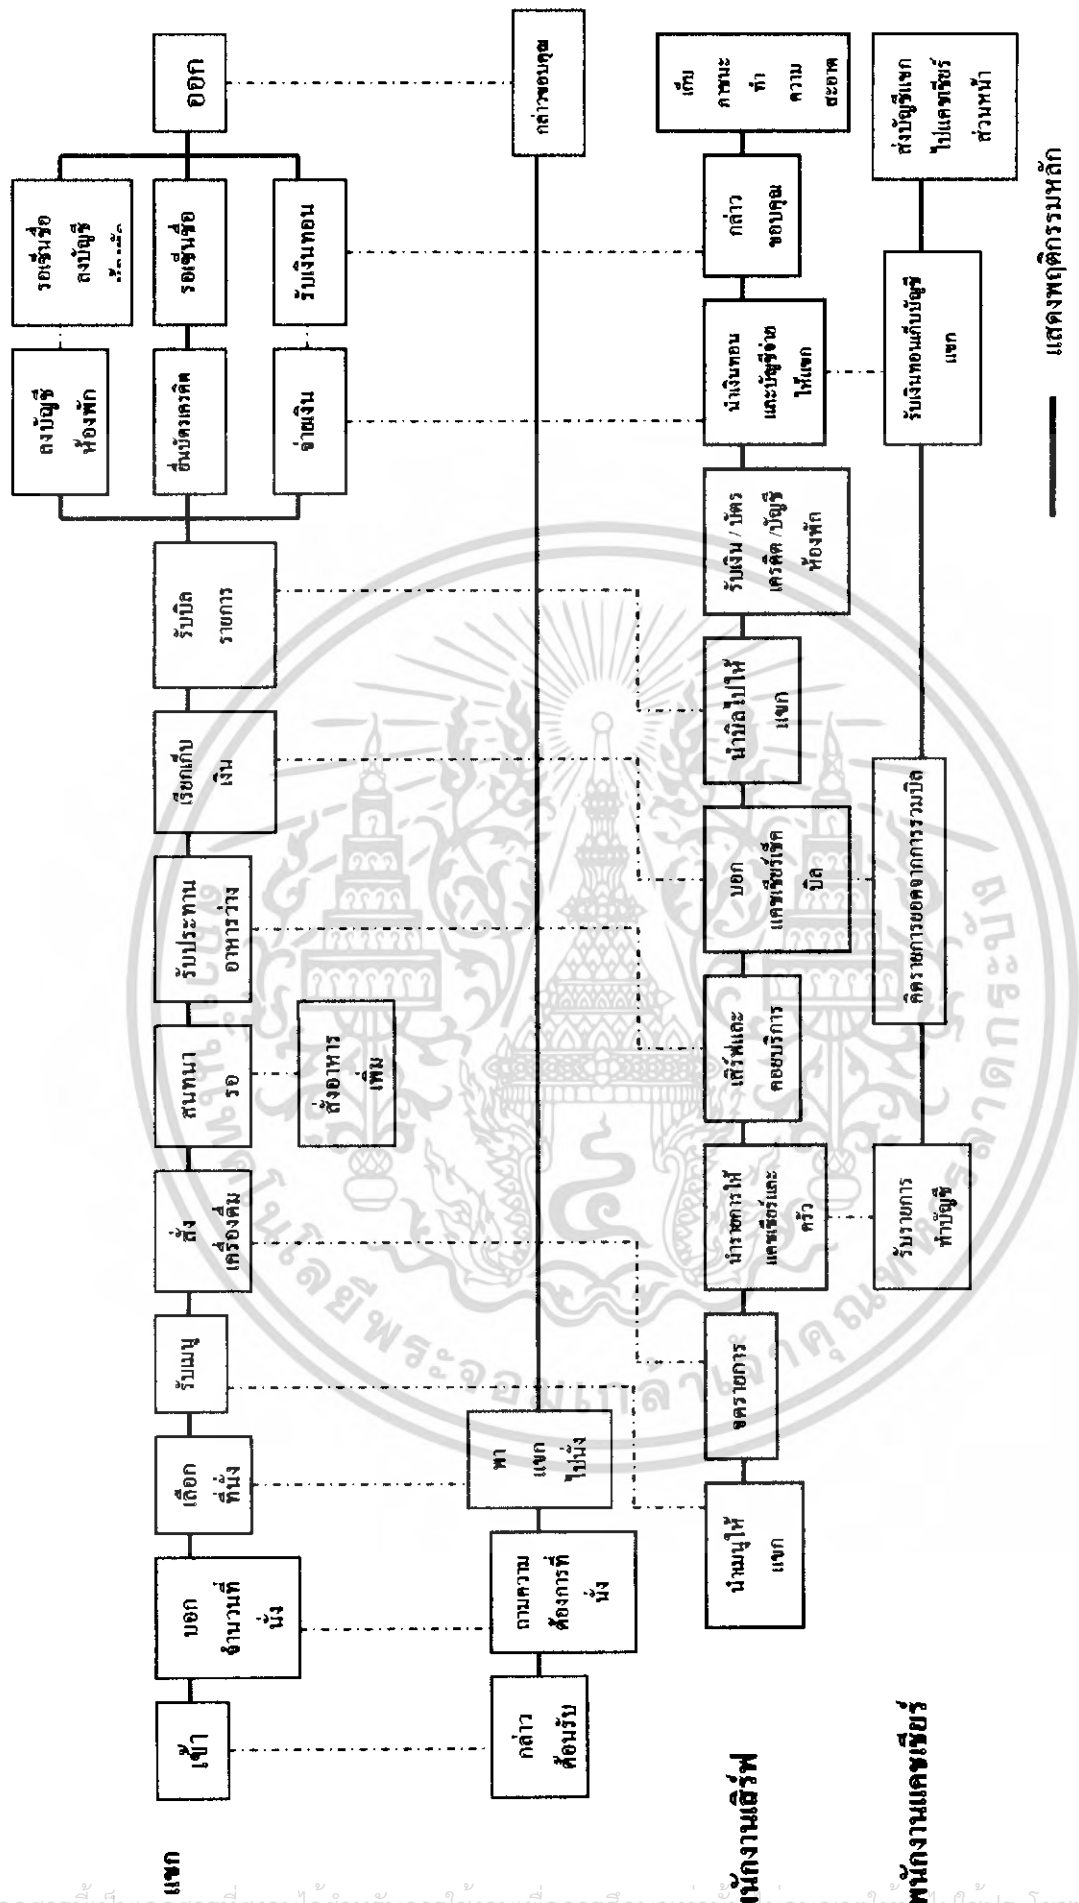 แขก
เข้า
บอก
จำนวนที่
นั่ง
เลือก
ที่นั่ง
รับเมนู
สั่ง
เครื่องดื่ม
สนทนา
รอ
สั่งอาหาร
เพิ่ม
รับประทาน
อาหารว่าง
เรียกเก็บ
เงิน
รับบิล
รายการ
ลงบัญชี
ห้องพัก
ยื่นบัตรเครดิต
จ่ายเงิน
รอเซ็นชื่อ
ลงบัญชี
รอเซ็นชื่อ
รับเงินทอน
ออก
กล่าว
ต้อนรับ
ถามความ
ต้องการที่
นั่ง
พา
แขก
ไปนั่ง
กล่าวขอบคุณ
พนักงานเสิร์ฟ
นำเมนูให้
แขก
จดรายการ
นำรายการให้
แคชเชียร์และ
ครัว
เสิร์ฟและ
คอยบริการ
บอก
แคชเชียร์เช็ค
บิล
นำบิลไปให้
แขก
รับเงิน / บัตร
เครดิต /บัญชี
ห้องพัก
นำเงินทอน
และบัญชีจ่าย
ให้แขก
กล่าว
ขอบคุณ
เก็บ
ภาชนะ
ทำ
ความ
สะอาด
พนักงานแคชเชียร์
รับรายการ
ทำบัญชี
คิดรายการยอดจากการรวมบิล
รับเงินทอนเก็บบัญชี
แขก
ส่งบัญชีแขก
ไปแคชเชียร์
ส่วนหน้า
แสดงพฤติกรรมหลัก